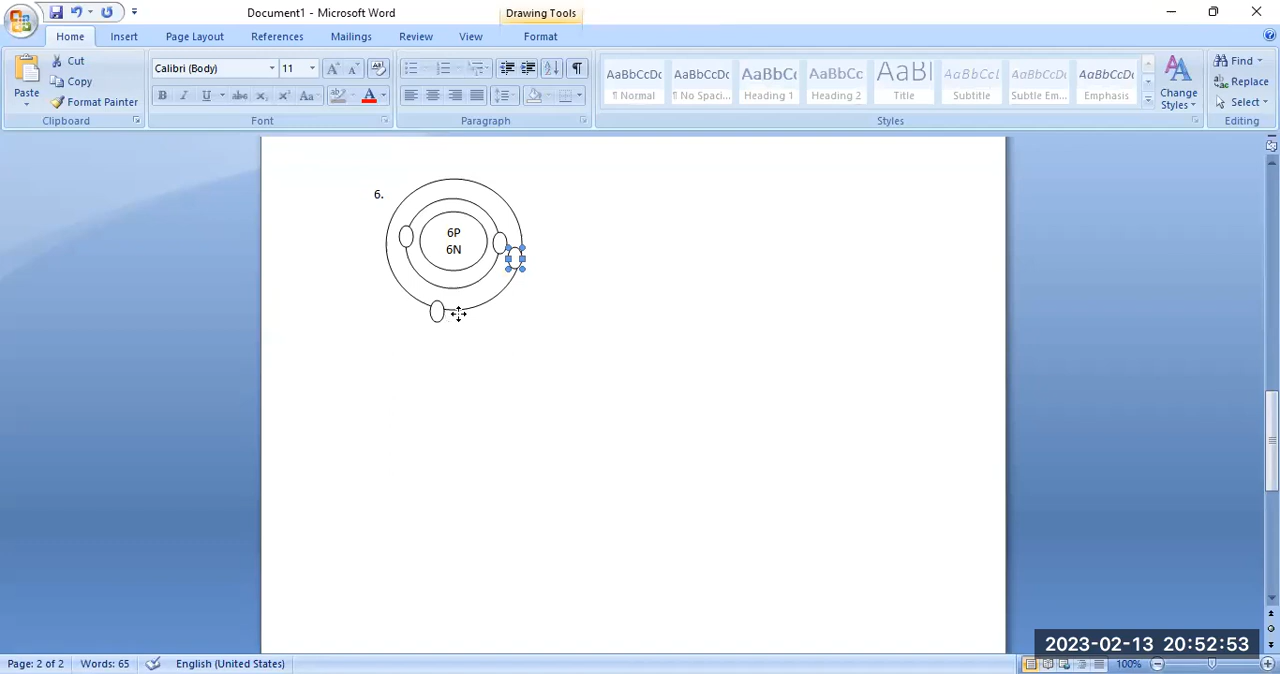 Document1 - Microsoft Word
Drawing Tools
Home Insert Page Layout References Mailings Review View Format
Paste
Cut
Copy
Format Painter
Clipboard
Calibri (Body) 11
Font
Paragraph
AaBbCcDc AaBbCcDc AaBbCc AaBbCc AaBl AaBbCcL AaBbCcDc AaBbCcDc
¶ Normal ¶ No Spaci... Heading 1 Heading 2 Title Subtitle Subtle Em... Emphasis
Change
Styles
Styles
Find
Replace
Select
Editing
6.
6P
6N
2023-02-13 20:52:53
Page: 2 of 2 Words: 65 English (United States) 100%